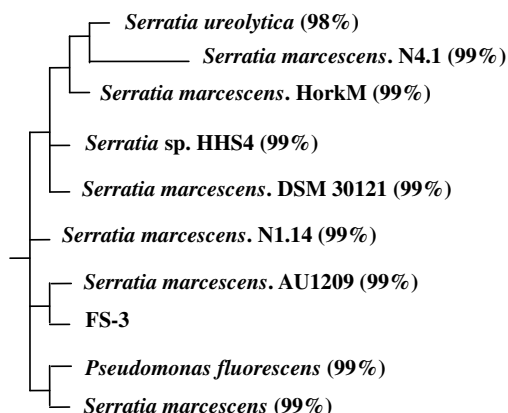 Serratia ureolytica (98%)
Serratia marcescens. N4.1 (99%)
Serratia marcescens. HorkM (99%)
Serratia sp. HHS4 (99%)
Serratia marcescens. DSM 30121 (99%)
Serratia marcescens. N1.14 (99%)
Serratia marcescens. AU1209 (99%)
FS-3
Pseudomonas fluorescens (99%)
Serratia marcescens (99%)